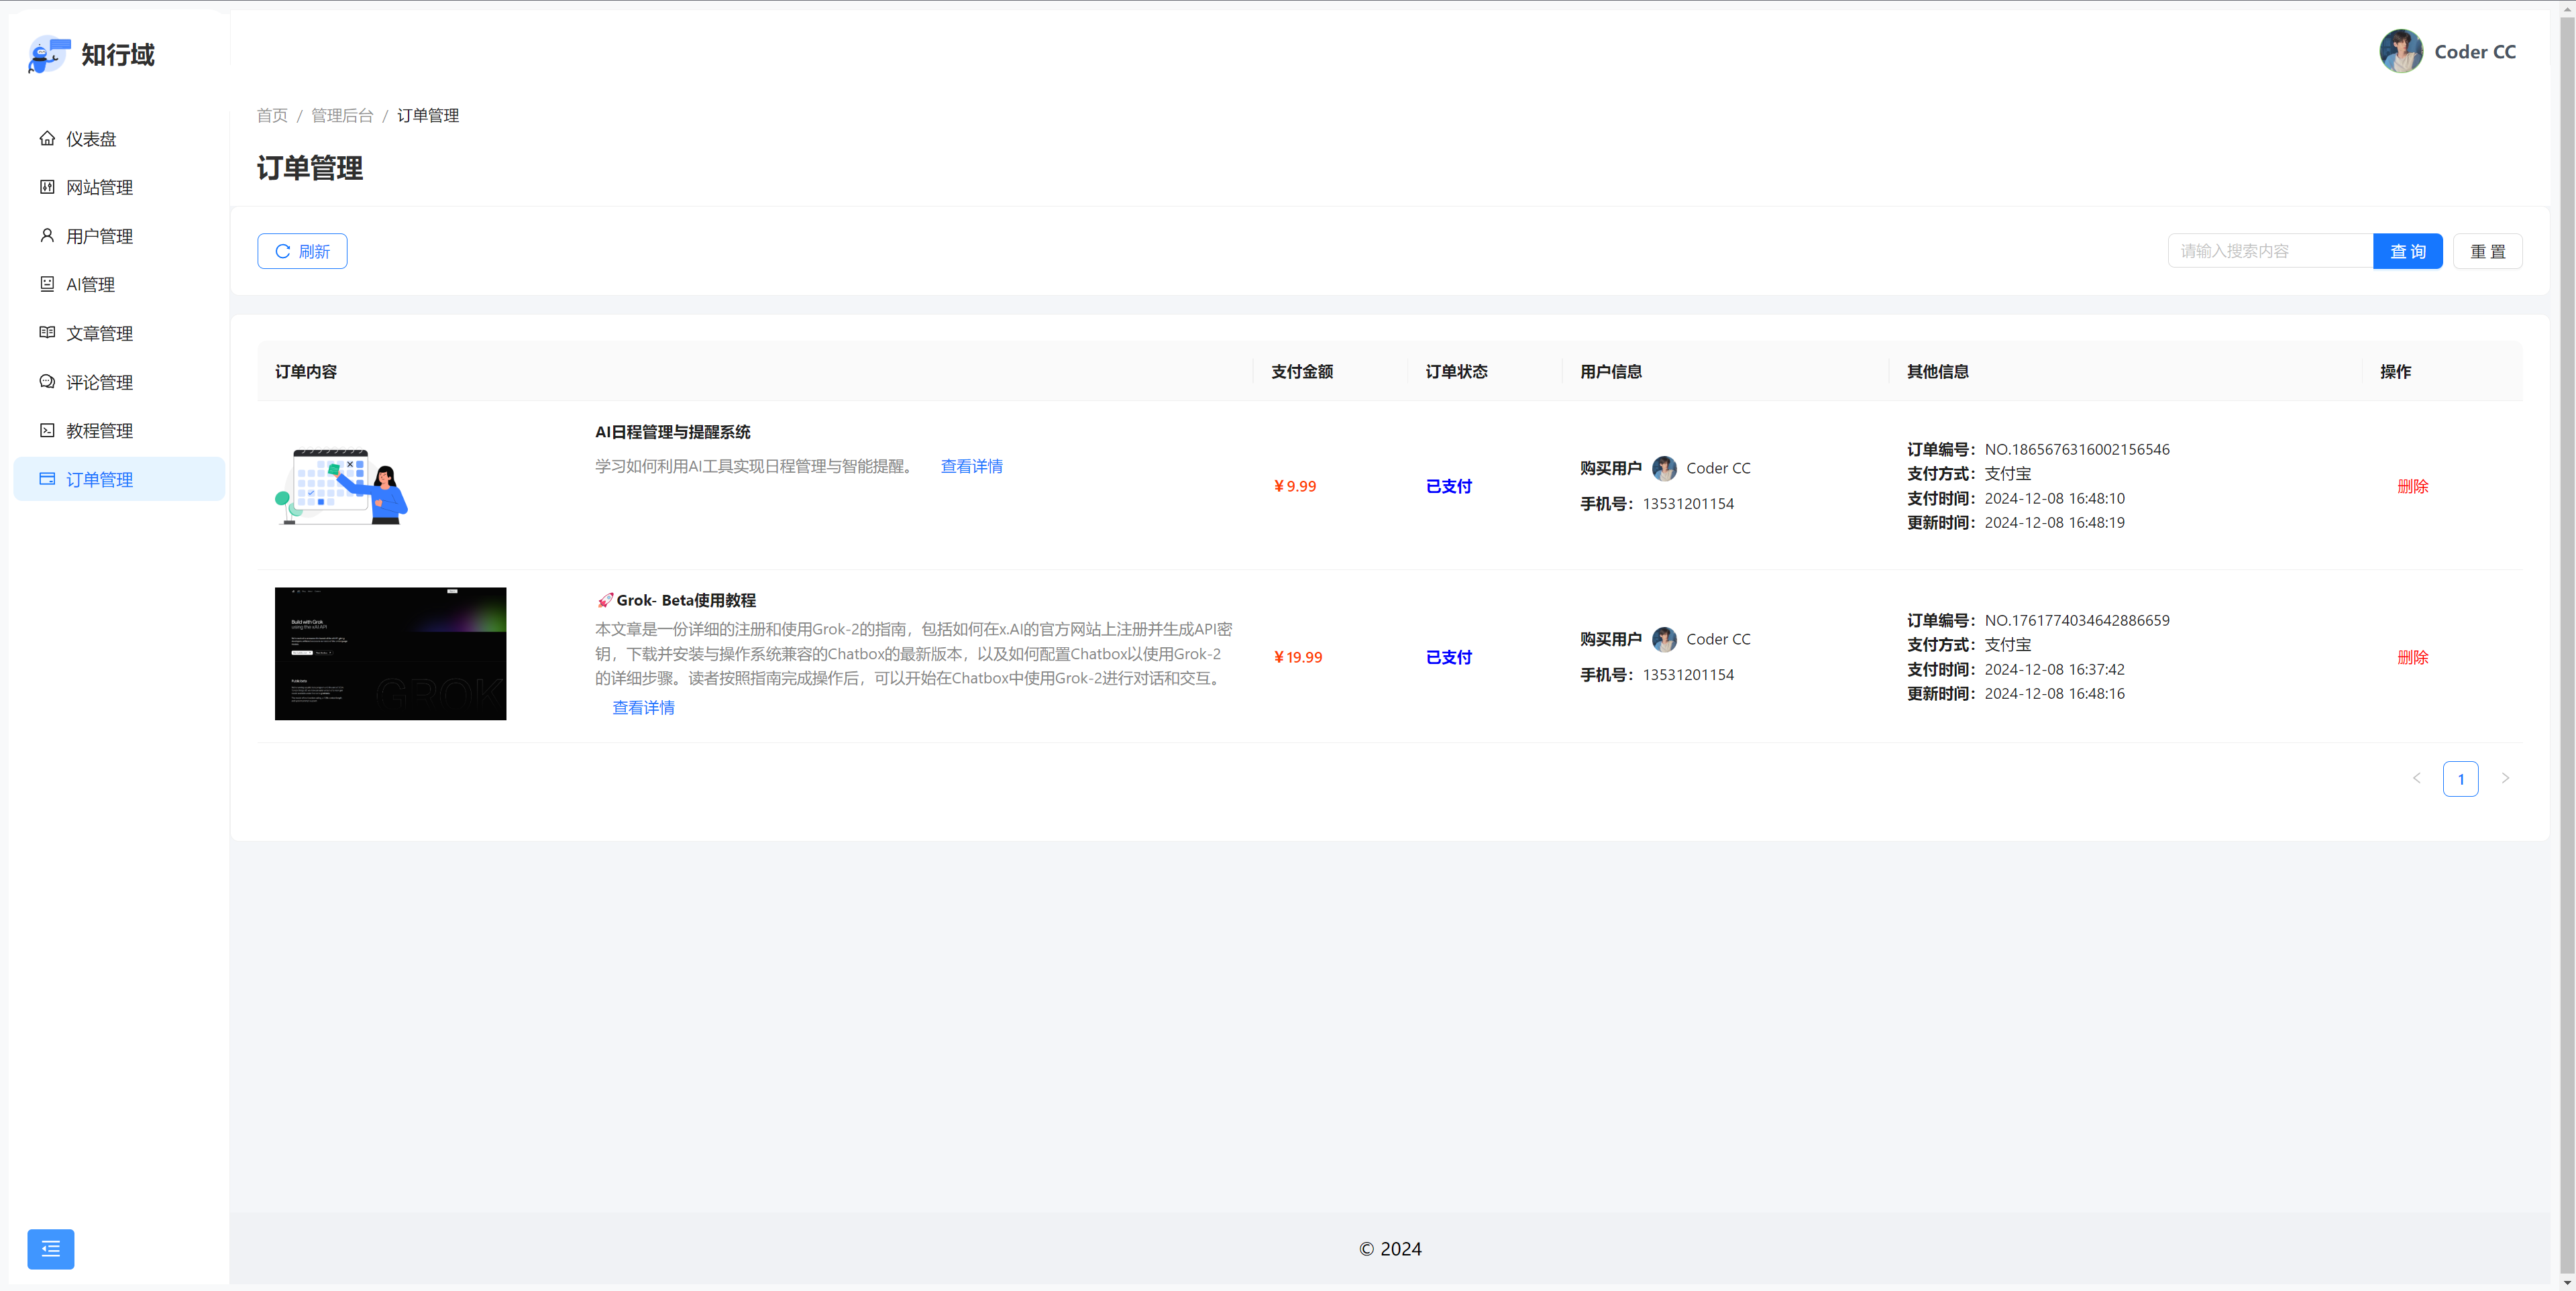 知行域
Coder CC
首页 / 管理后台 / 订单管理
订单管理
仪表盘
网站管理
用户管理
AI管理
文章管理
评论管理
教程管理
订单管理
刷新
请输入搜索内容
查 询
重 置
订单内容 支付金额 订单状态 用户信息 其他信息 操作
AI日程管理与提醒系统
学习如何利用AI工具实现日程管理与智能提醒。 查看详情
¥9.99
已支付
购买用户 Coder CC
手机号：13531201154
订单编号：NO.1865676316002156546
支付方式：支付宝
支付时间：2024-12-08 16:48:10
更新时间：2024-12-08 16:48:19
删除
Build with Grok
using the xAI API
GROK
🚀Grok- Beta使用教程
本文章是一份详细的注册和使用Grok-2的指南，包括如何在x.AI的官方网站上注册并生成API密
钥，下载并安装与操作系统兼容的Chatbox的最新版本，以及如何配置Chatbox以使用Grok-2
的详细步骤。读者按照指南完成操作后，可以开始在Chatbox中使用Grok-2进行对话和交互。
查看详情
¥19.99
已支付
购买用户 Coder CC
手机号：13531201154
订单编号：NO.1761774034642886659
支付方式：支付宝
支付时间：2024-12-08 16:37:42
更新时间：2024-12-08 16:48:16
删除
< 1 >
© 2024